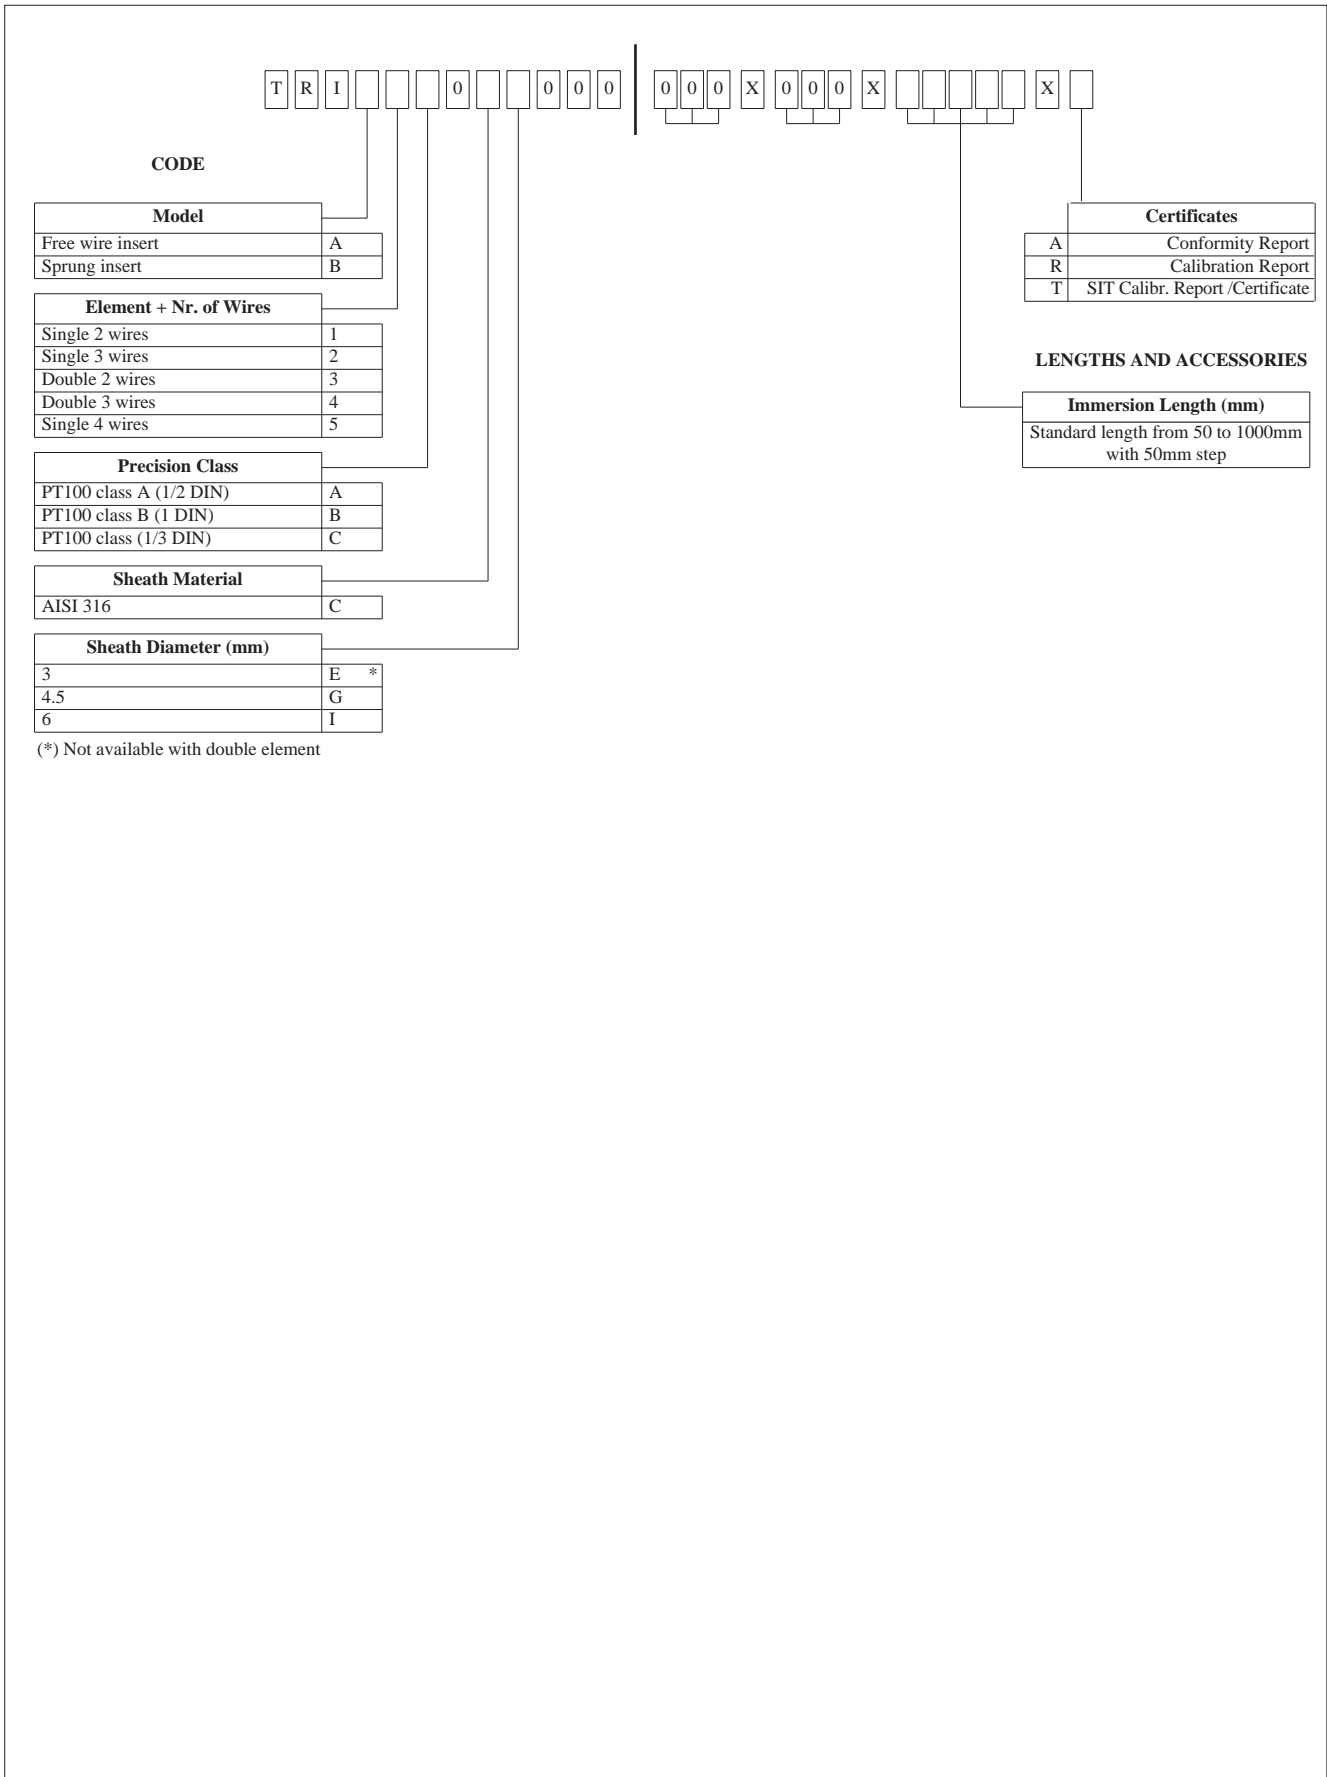 T R I 0 0 0 0 0 0 0 X 0 0 0 X X
CODE
Model
Free wire insert A
Sprung insert B
Element + Nr. of Wires
Single 2 wires 1
Single 3 wires 2
Double 2 wires 3
Double 3 wires 4
Single 4 wires 5
Precision Class
PT100 class A (1/2 DIN) A
PT100 class B (1 DIN) B
PT100 class (1/3 DIN) C
Sheath Material
AISI 316 C
Sheath Diameter (mm)
3 E *
4.5 G
6 I
(*) Not available with double element
Certificates
A Conformity Report
R Calibration Report
T SIT Calibr. Report /Certificate
LENGTHS AND ACCESSORIES
Immersion Length (mm)
Standard length from 50 to 1000mm
with 50mm step